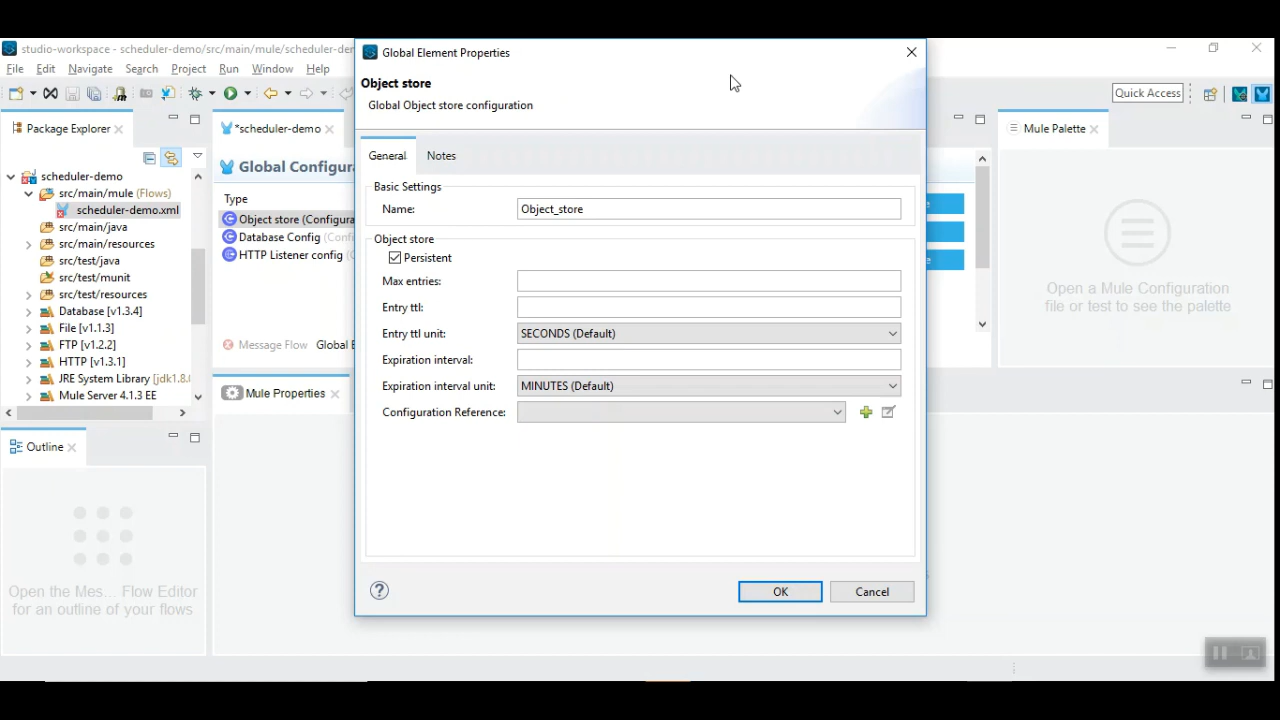 studio-workspace - scheduler-demo/src/main/mule/scheduler-de
File Edit Navigate Search Project Run Window Help
Quick Access
Package Explorer
scheduler-demo
src/main/mule (Flows)
scheduler-demo.xml
src/main/java
src/main/resources
src/test/java
src/test/munit
src/test/resources
Database [v1.3.4]
File [v1.1.3]
FTP [v1.2.2]
HTTP [v1.3.1]
JRE System Library [jdk1.8.0
Mule Server 4.1.3 EE
Outline
Open the Mes... Flow Editor
for an outline of your flows
*scheduler-demo
Global Configura
Type
Object store (Configura
Database Config (Confi
HTTP Listener config (C
Message Flow Global E
Mule Properties
Global Element Properties
Object store
Global Object store configuration
General Notes
Basic Settings
Name: Object_store
Object store
Persistent
Max entries:
Entry ttl:
Entry ttl unit: SECONDS (Default)
Expiration interval:
Expiration interval unit: MINUTES (Default)
Configuration Reference:
OK Cancel
Mule Palette
Open a Mule Configuration
file or test to see the palette